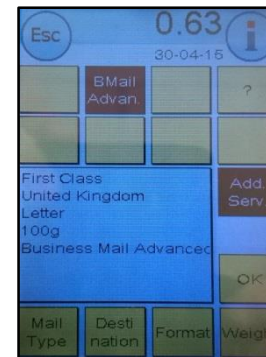 Esc
0.63
i
30-04-15
BMail
Advan.
?
First Class
United Kingdom
Letter
100g
Business Mail Advanced
Add.
Serv.
OK
Mail
Type
Desti
nation
Format
Weigh